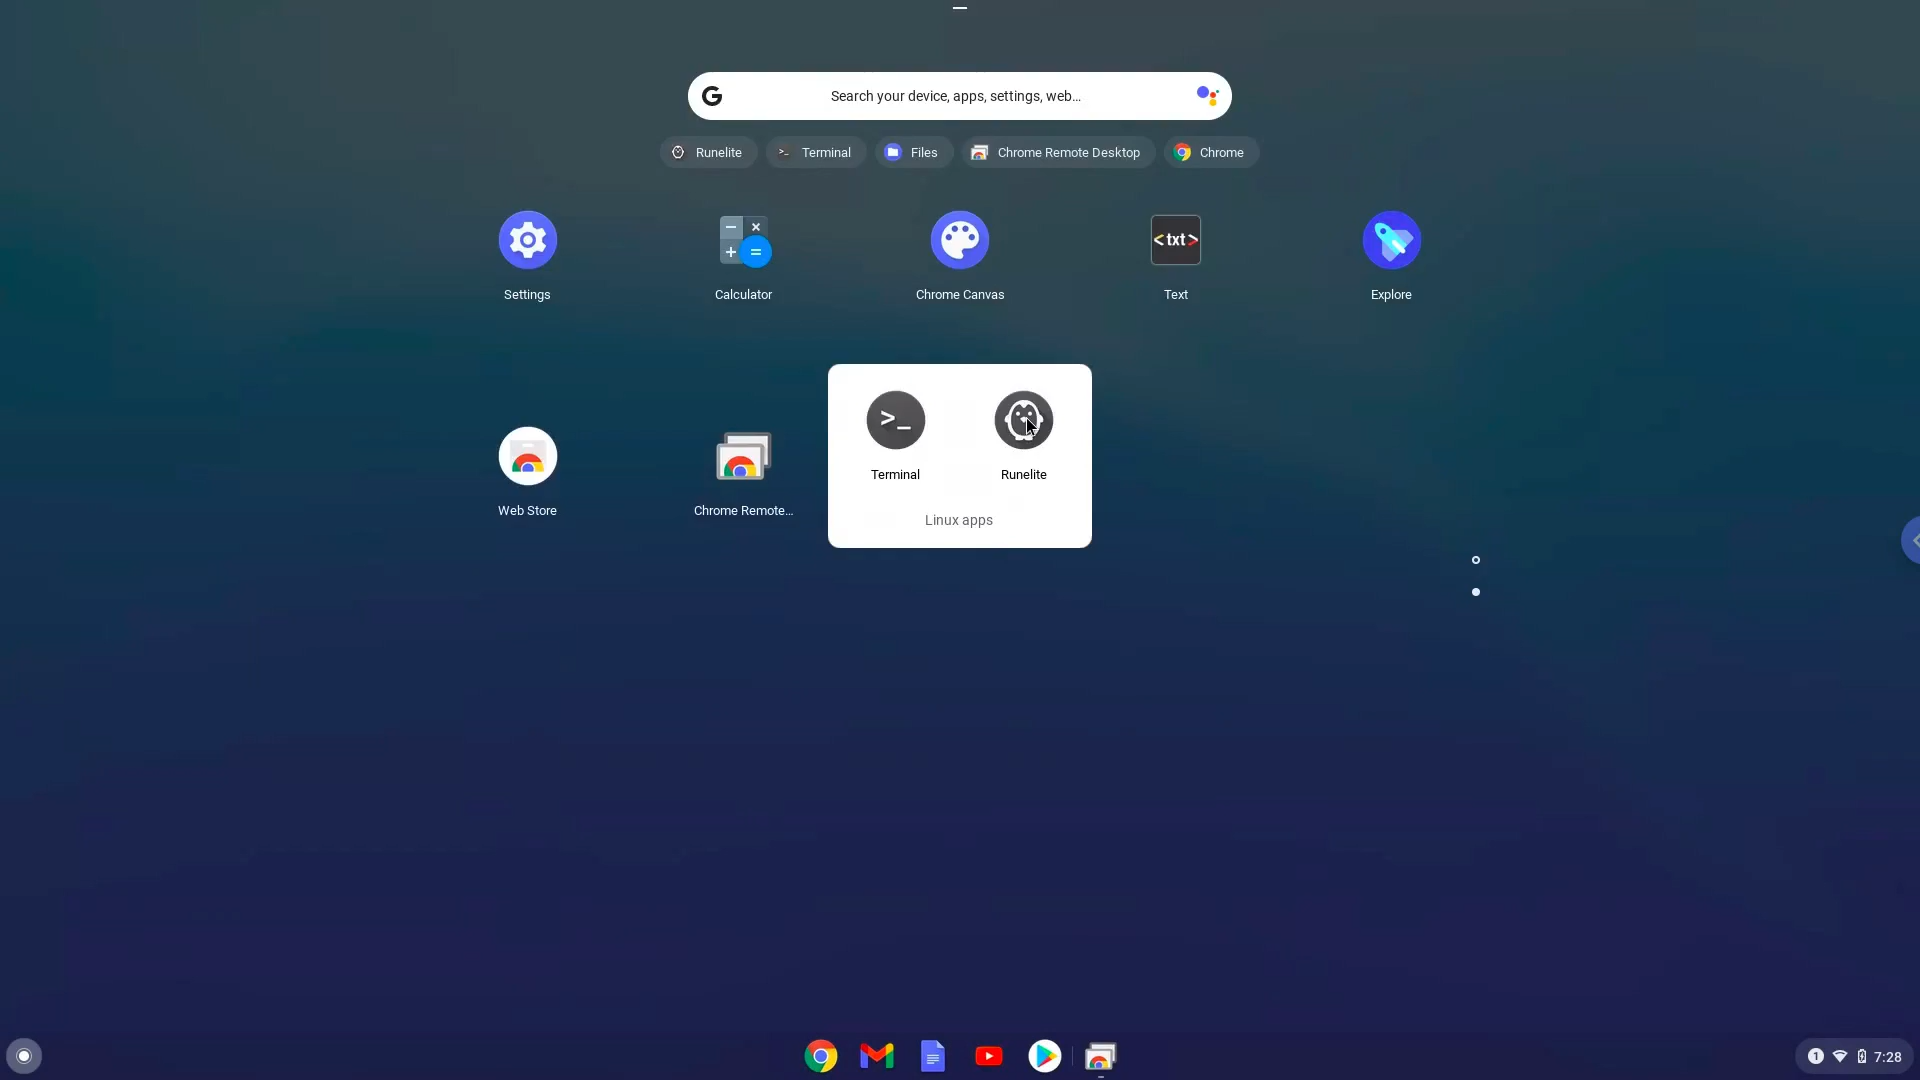 Search your device, apps, settings, web...
Runelite Terminal Files Chrome Remote Desktop Chrome
<txt>
Settings Calculator Chrome Canvas Text Explore
>_
Terminal Runelite
Web Store Chrome Remote...
Linux apps
1 7:28